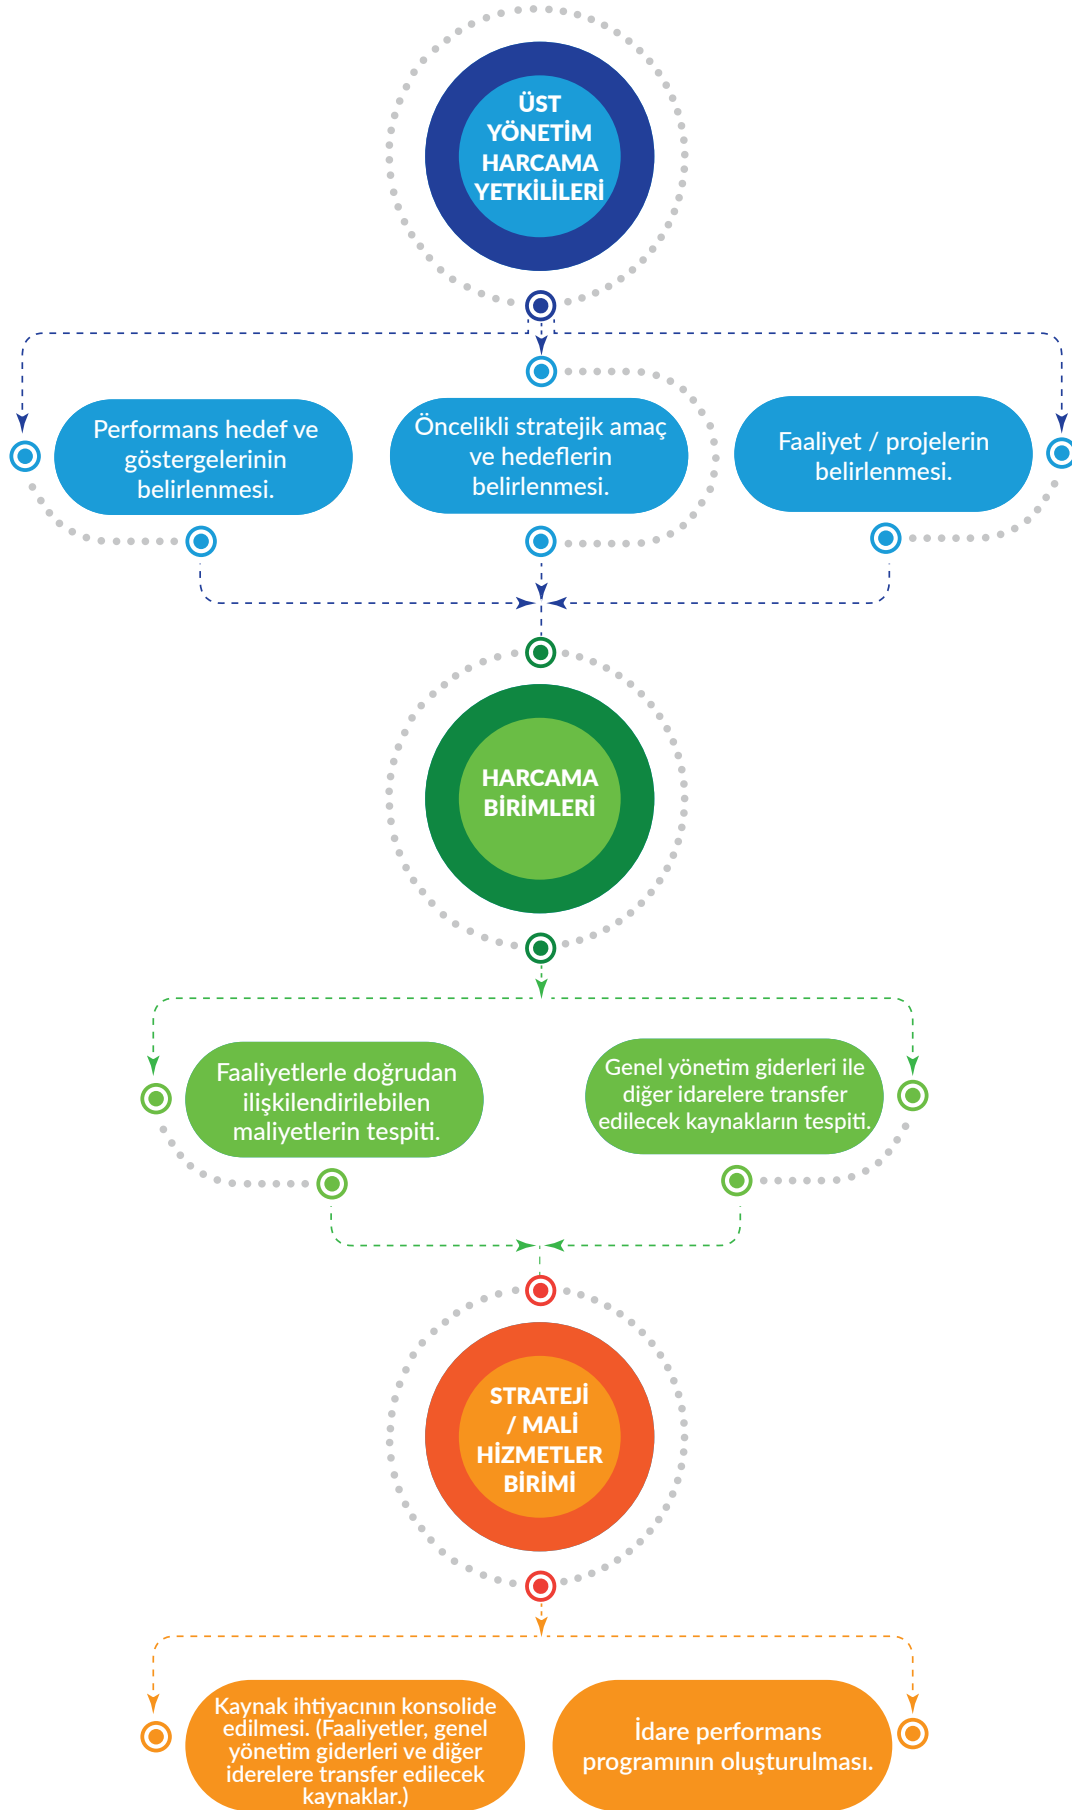 ÜST
YÖNETİM
HARCAMA
YETKİLİLERİ
Performans hedef ve
göstergelerinin
belirlenmesi.
Öncelikli stratejik amaç
ve hedeflerin
belirlenmesi.
Faaliyet / projelerin
belirlenmesi.
HARCAMA
BİRİMLERİ
Faaliyetlerle doğrudan
ilişkilendirilebilen
maliyetlerin tespiti.
Genel yönetim giderleri ile
diğer idarelere transfer
edilecek kaynakların tespiti.
STRATEJİ
/ MALİ
HİZMETLER
BİRİMİ
Kaynak ihtiyacının konsolide
edilmesi. (Faaliyetler, genel
yönetim giderleri ve diğer
iderelere transfer edilecek
kaynaklar.)
İdare performans
programının oluşturulması.